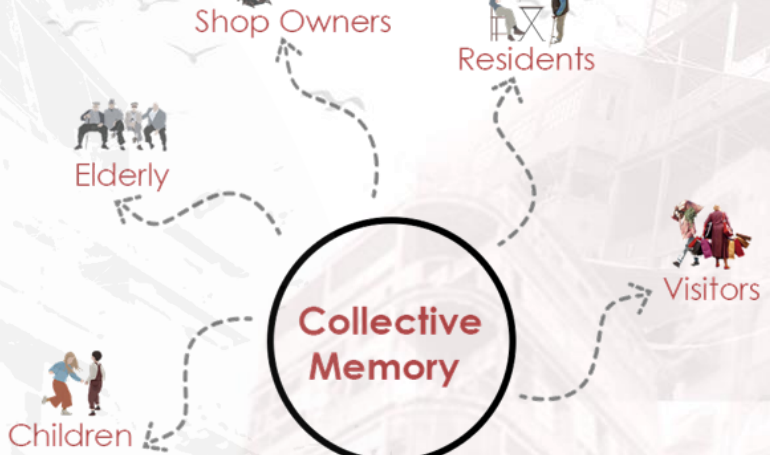 Shop Owners
Residents
Elderly
Visitors
Collective
Memory
Children